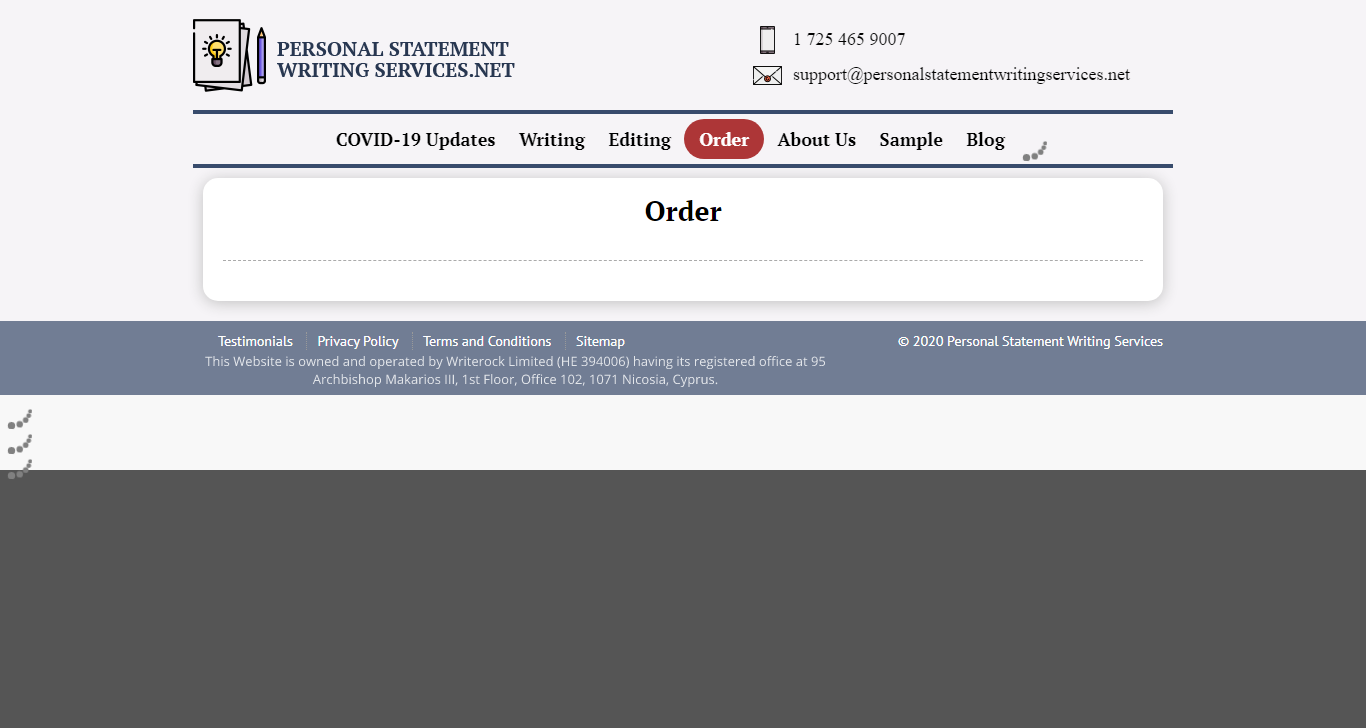 PERSONAL STATEMENT
WRITING SERVICES.NET
1 725 465 9007
support@personalstatementwritingservices.net
COVID-19 Updates Writing Editing Order About Us Sample Blog
Order
Testimonials Privacy Policy Terms and Conditions Sitemap
© 2020 Personal Statement Writing Services
This Website is owned and operated by Writerock Limited (HE 394006) having its registered office at 95
Archbishop Makarios III, 1st Floor, Office 102, 1071 Nicosia, Cyprus.